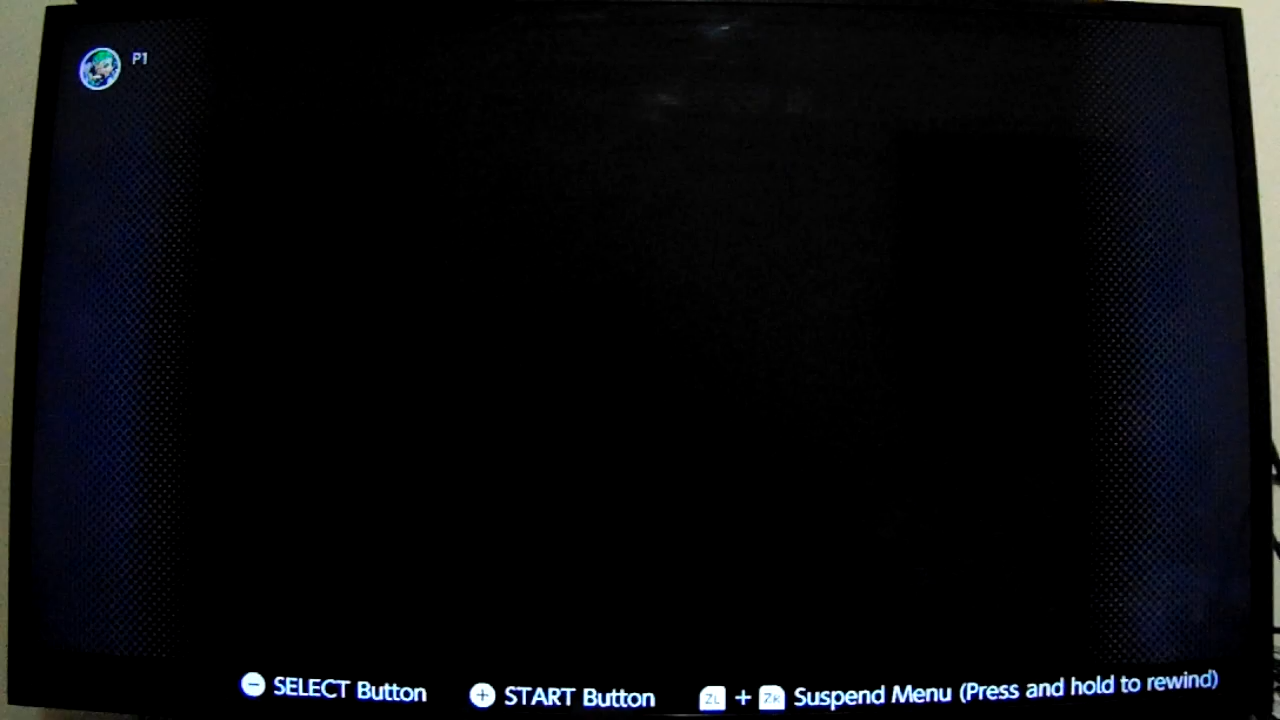 P1
− SELECT Button + START Button ZL + ZR Suspend Menu (Press and hold to rewind)